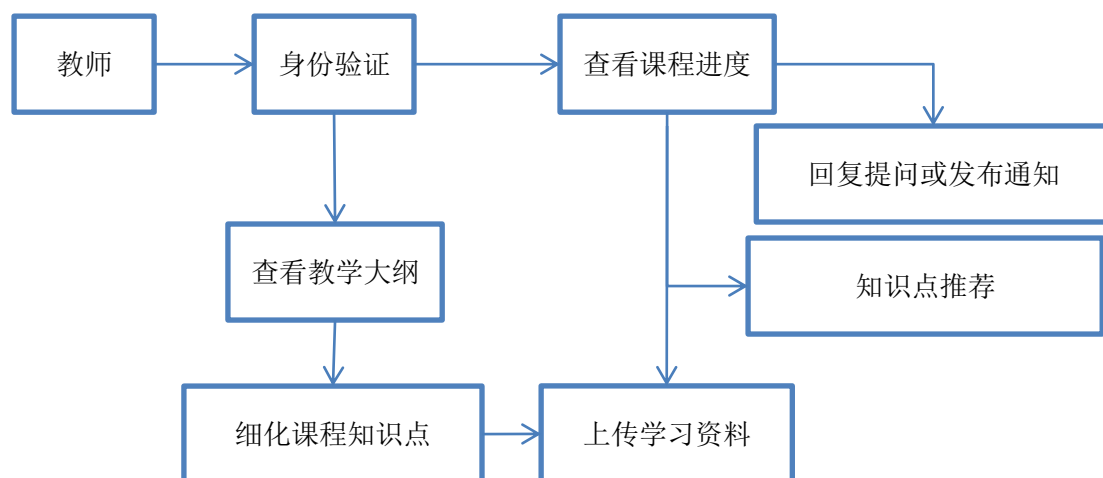 教师
身份验证
查看课程进度
回复提问或发布通知
查看教学大纲
知识点推荐
细化课程知识点
上传学习资料